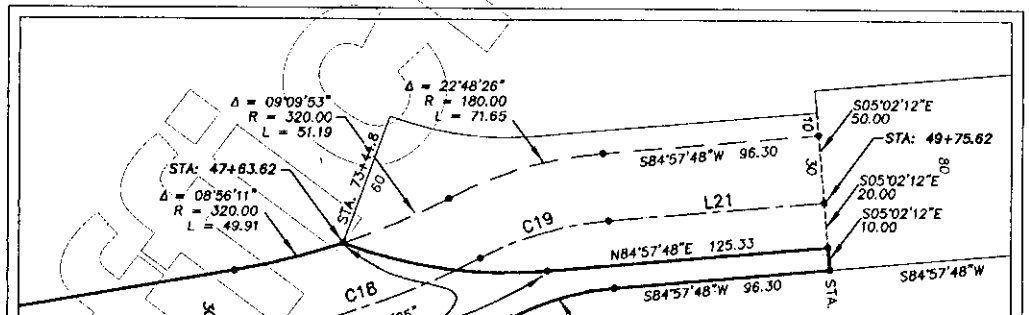 Δ = 09°09'53"
R = 320.00
L = 51.19
Δ = 22°48'26"
R = 180.00
L = 71.65
STA: 47+63.62
Δ = 08°56'11"
R = 320.00
L = 49.91
STA. 73+44.8
60
10
30
S05°02'12"E
50.00
STA: 49+75.62
80
S84°57'48"W 96.30
S05°02'12"E
20.00
S05°02'12"E
10.00
L21
C19
N84°57'48"E 125.33
S84°57'48"W 96.30
S84°57'48"W
C18
STA.